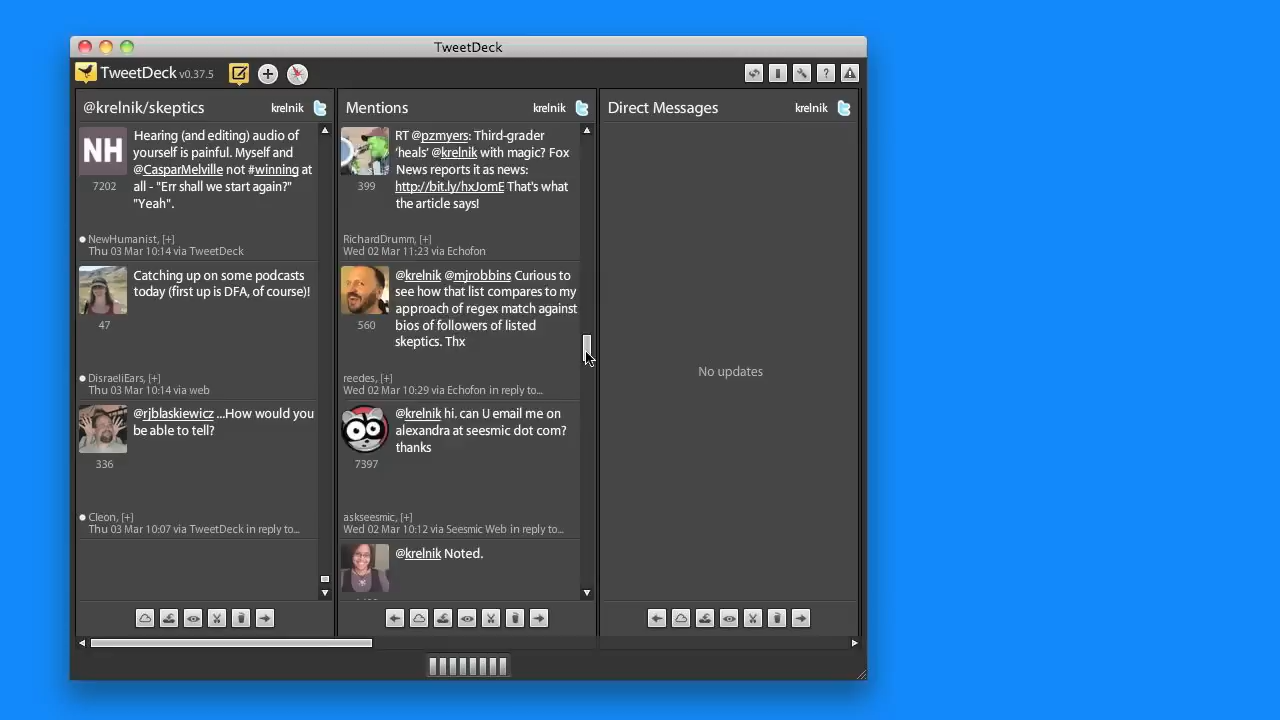 TweetDeck
TweetDeck v0.37.5
@krelnik/skeptics krelnik
NH
Hearing (and editing) audio of
yourself is painful. Myself and
@CasparMelville not #winning at
all - "Err shall we start again?"
"Yeah".
7202
NewHumanist, [+]
Thu 03 Mar 10:14 via TweetDeck
Catching up on some podcasts
today (first up is DFA, of course)!
47
DisraeliEars, [+]
Thu 03 Mar 10:14 via web
@rjblaskiewicz ...How would you
be able to tell?
336
Cleon, [+]
Thu 03 Mar 10:07 via TweetDeck in reply to...
Mentions krelnik
RT @pzmyers: Third-grader
‘heals’ @krelnik with magic? Fox
News reports it as news:
http://bit.ly/hxJomE That's what
the article says!
399
RichardDrumm, [+]
Wed 02 Mar 11:23 via Echofon
@krelnik @mjrobbins Curious to
see how that list compares to my
approach of regex match against
bios of followers of listed
skeptics. Thx
560
reedes, [+]
Wed 02 Mar 10:29 via Echofon in reply to...
@krelnik hi. can U email me on
alexandra at seesmic dot com?
thanks
7397
askseesmic, [+]
Wed 02 Mar 10:12 via Seesmic Web in reply to...
@krelnik Noted.
Direct Messages krelnik
No updates